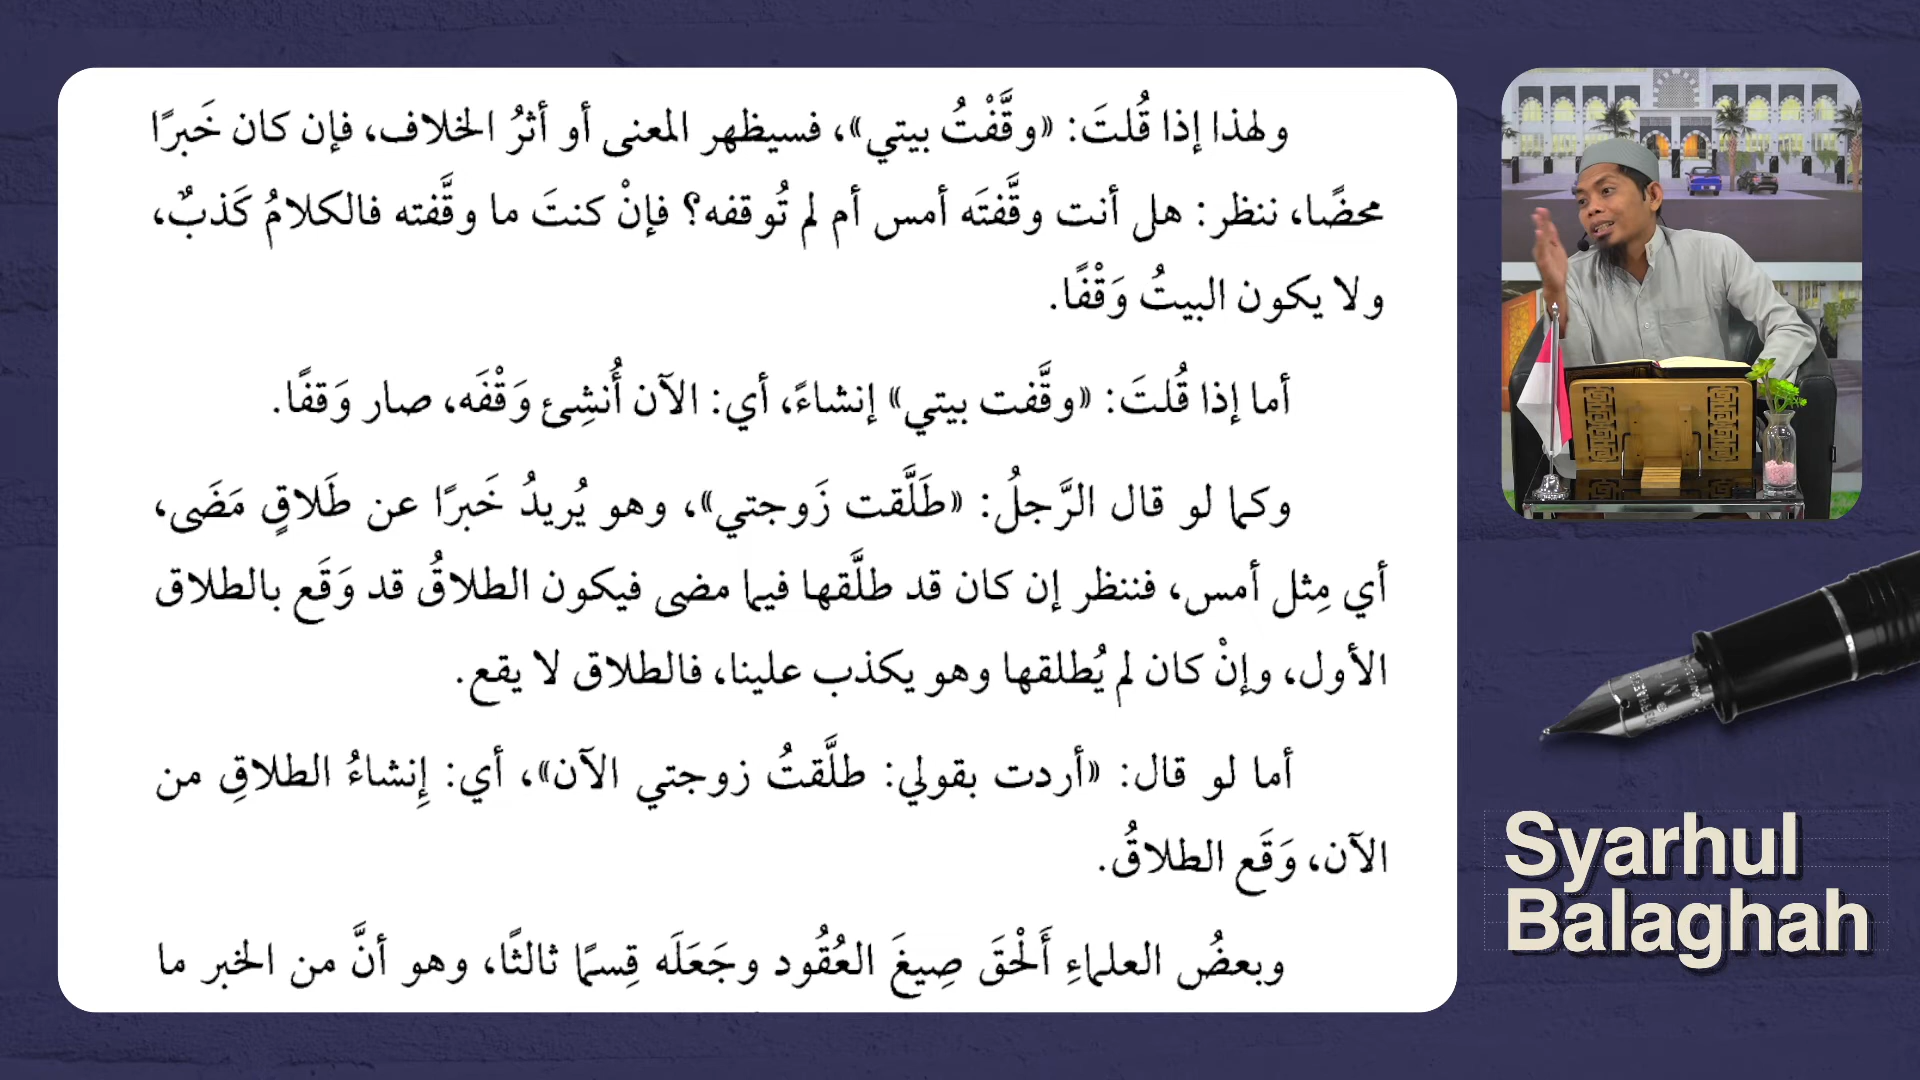 ولهذا إذا قُلتَ: «وقَّفْتُ بيتي»، فسيظهر المعنى أو أثرُ الخلاف، فإن كان خَبرًا
محضًا، ننظر: هل أنت وقَّفتَه أمس أم لم تُوقفه؟ فإنْ كنتَ ما وقَّفته فالكلامُ كَذبٌ،
ولا يكون البيتُ وَقْفًا.
أما إذا قُلتَ: «وقَّفت بيتي» إنشاءً، أي: الآن أُنشِئ وَقْفَه، صار وَقفًا.
وكما لو قال الرَّجلُ: «طَلَّقت زَوجتي»، وهو يُريدُ خَبرًا عن طَلاقٍ مَضَى،
أي مِثل أمس، فننظر إن كان قد طلَّقها فيما مضى فيكون الطلاقُ قد وَقَع بالطلاق
الأول، وإنْ كان لم يُطلقها وهو يكذب علينا، فالطلاق لا يقع.
أما لو قال: «أردت بقولي: طلَّقتُ زوجتي الآن»، أي: إِنشاءُ الطلاقِ من
الآن، وَقَع الطلاقُ.
وبعضُ العلماءِ أَلْحَقَ صِيغَ العُقُود وجَعَلَه قِسمًا ثالثًا، وهو أنَّ من الخبر ما
Syarhul
Balaghah